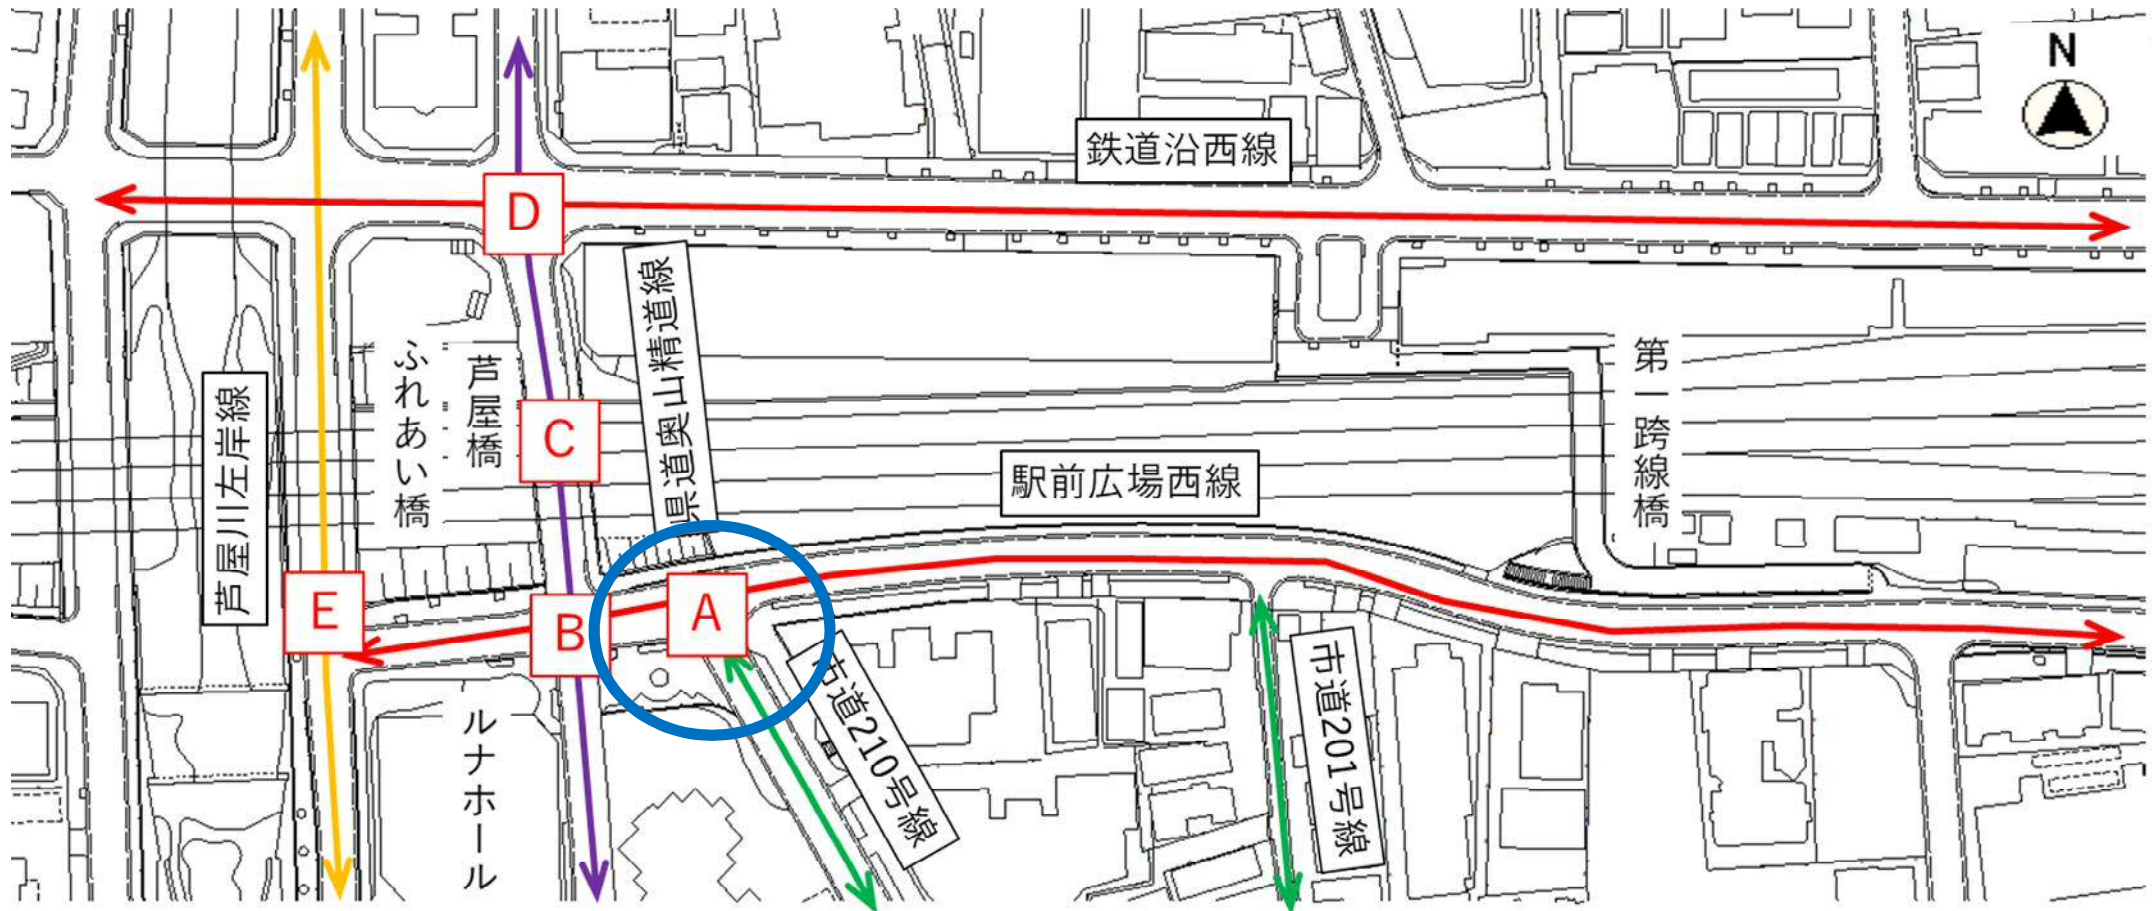 N
鉄道沿西線
D
県道奥山精道線
ふれあい橋
芦屋橋
第一跨線橋
芦屋川左岸線
C
駅前広場西線
E
B
A
市道210号線
市道201号線
ルナホール